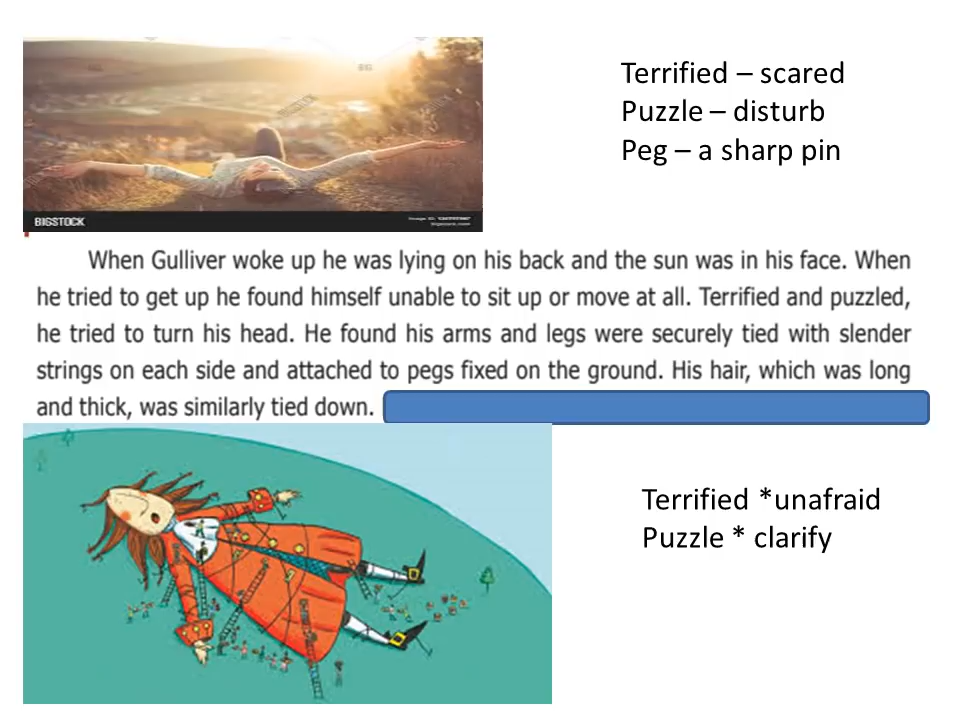 Terrified – scared
Puzzle – disturb
Peg – a sharp pin
BIGSTOCK
When Gulliver woke up he was lying on his back and the sun was in his face. When
he tried to get up he found himself unable to sit up or move at all. Terrified and puzzled,
he tried to turn his head. He found his arms and legs were securely tied with slender
strings on each side and attached to pegs fixed on the ground. His hair, which was long
and thick, was similarly tied down.
Terrified *unafraid
Puzzle * clarify